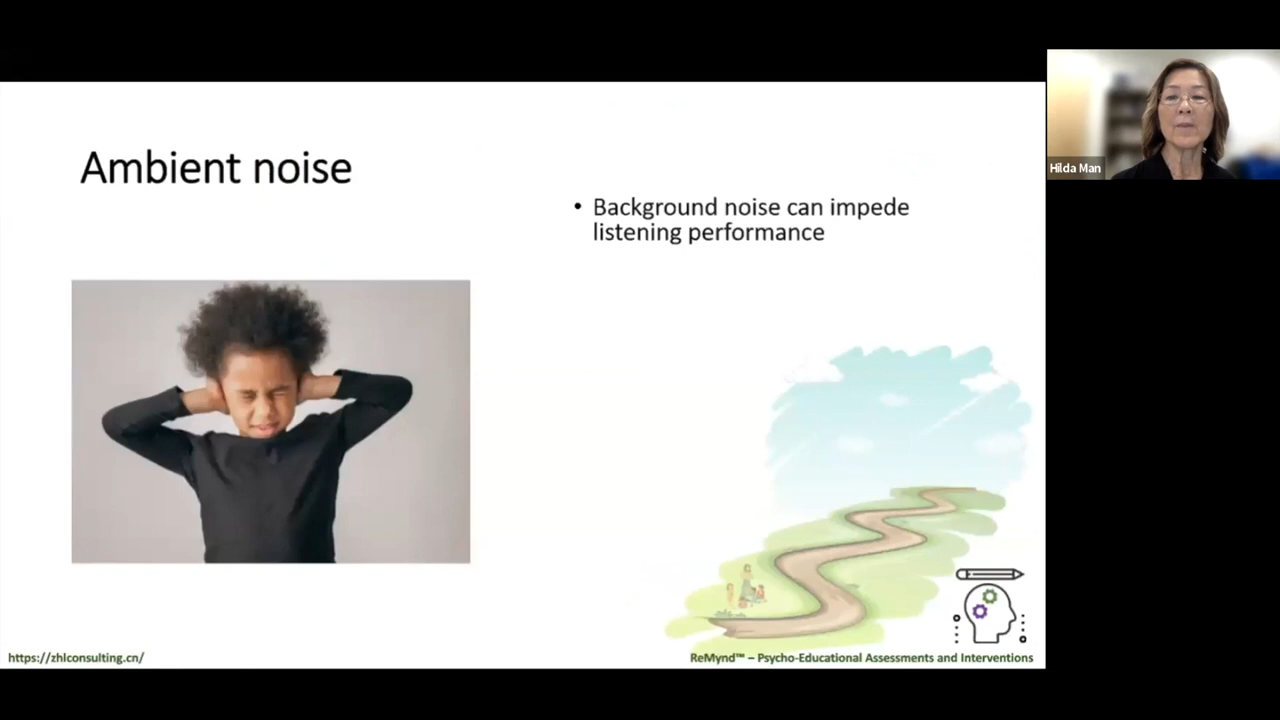 Ambient noise
• Background noise can impede
listening performance
Hilda Man
https://zhlconsulting.cn/
ReMynd™ – Psycho-Educational Assessments and Interventions